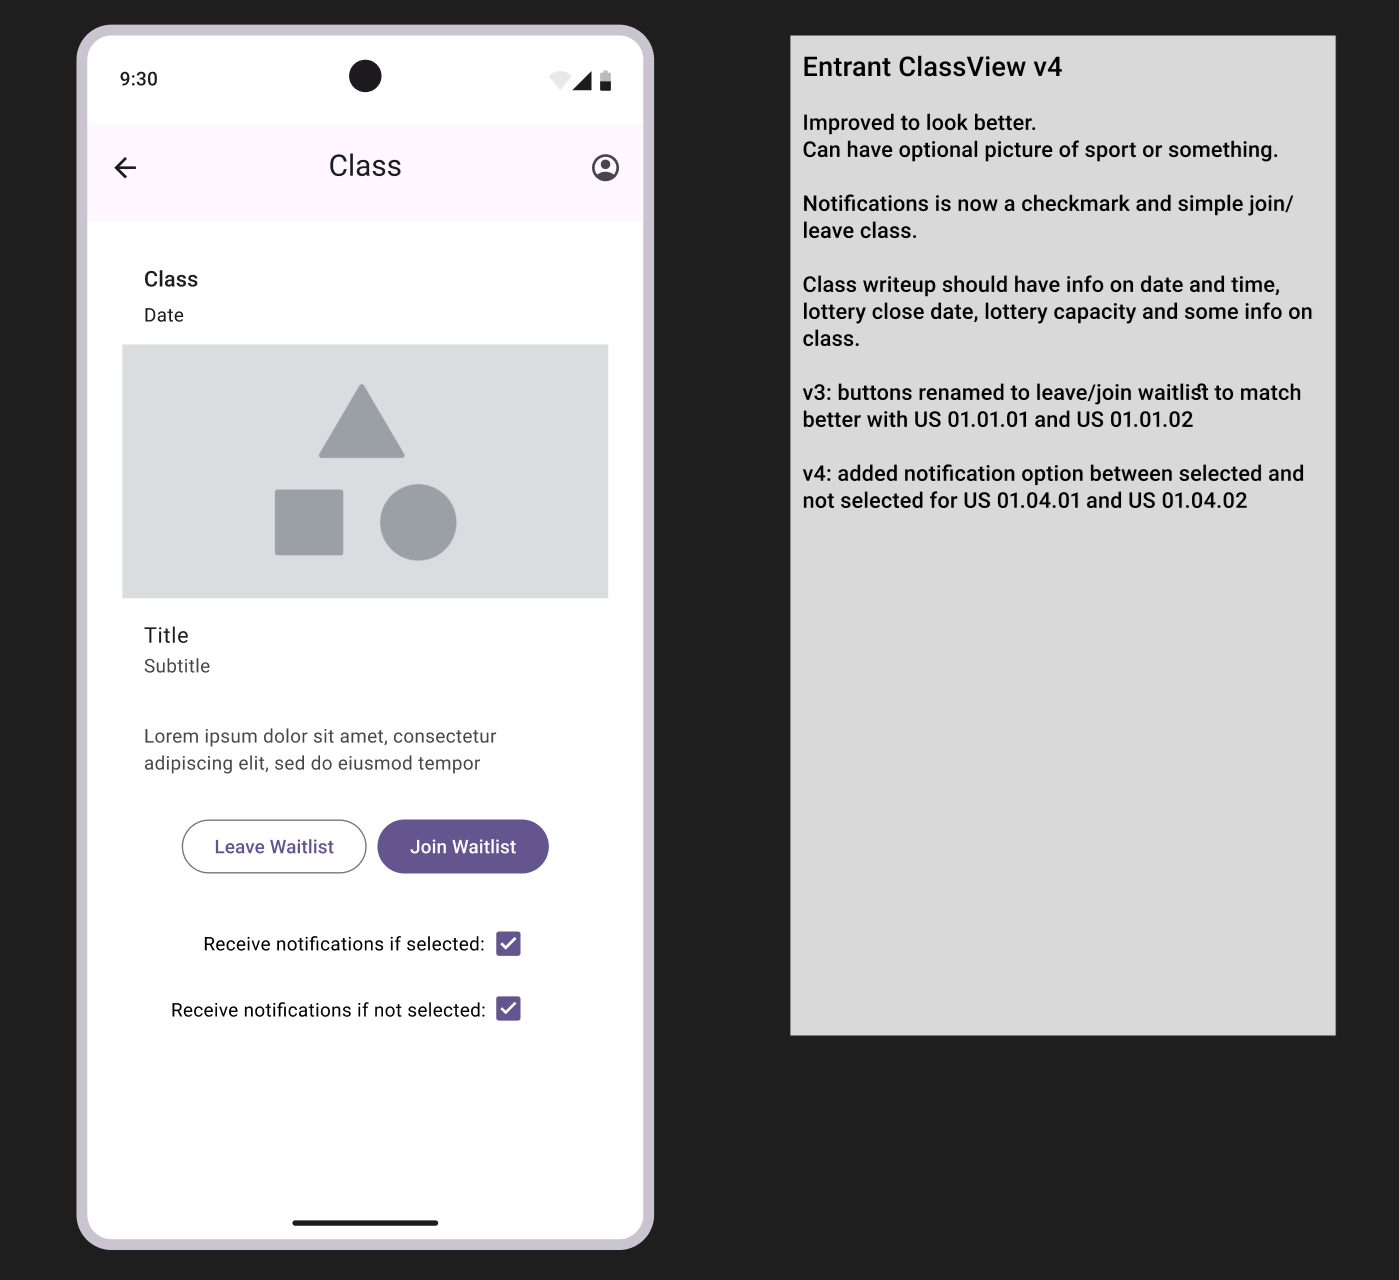 9:30
Class
Class
Date
Title
Subtitle
Lorem ipsum dolor sit amet, consectetur
adipiscing elit, sed do eiusmod tempor
Leave Waitlist
Join Waitlist
Receive notifications if selected:
Receive notifications if not selected:
Entrant ClassView v4
Improved to look better.
Can have optional picture of sport or something.
Notifications is now a checkmark and simple join/
leave class.
Class writeup should have info on date and time,
lottery close date, lottery capacity and some info on
class.
v3: buttons renamed to leave/join waitlist to match
better with US 01.01.01 and US 01.01.02
v4: added notification option between selected and
not selected for US 01.04.01 and US 01.04.02